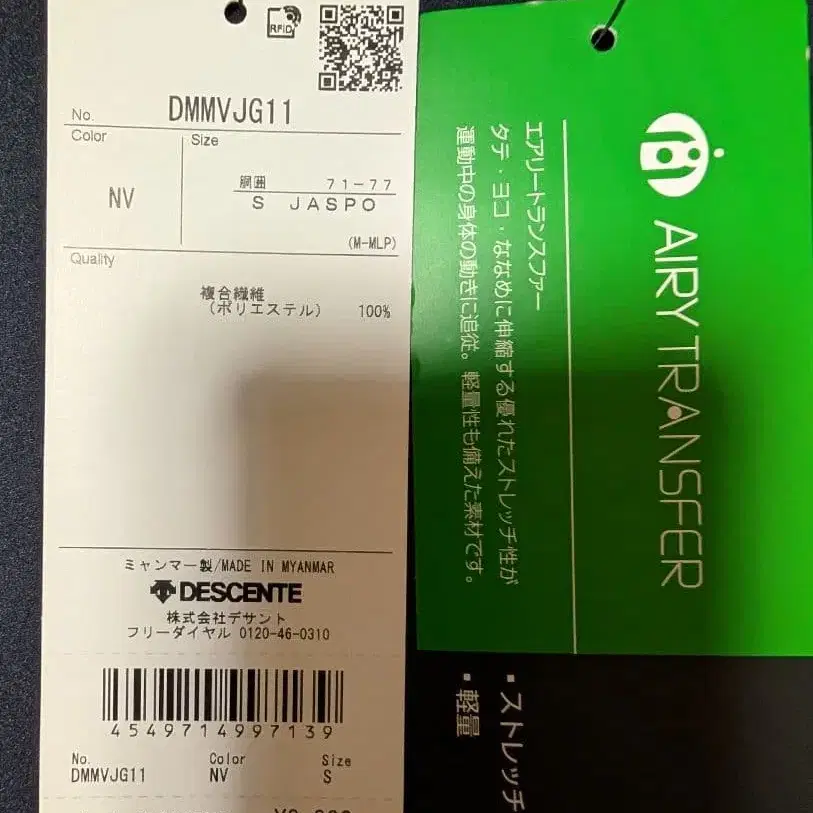 RFID
No. DMMVJG11
Color Size
NV
胴囲 71-77
S JASPO
(M-MLP)
Quality
複合繊維
(ポリエステル) 100%
ミャンマー製/MADE IN MYANMAR
DESCENTE
株式会社デサント
フリーダイヤル 0120-46-0310
4549714997139
No. Color Size
DMMVJG11 NV S
AIRY TRANSFER
エアリートランスファー
タテ・ヨコ・ななめに伸縮する優れたストレッチ性が
運動中の身体の動きに追従。軽量性も備えた素材です。
・ストレッチ
・軽量